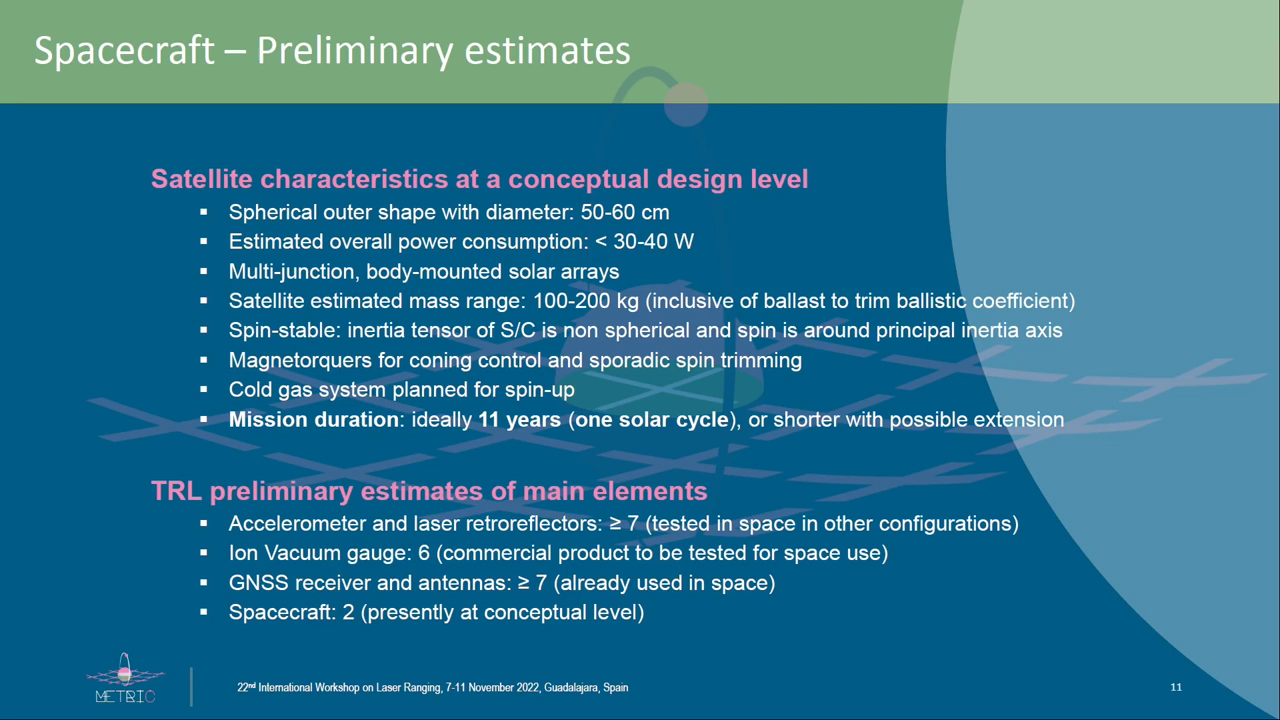 Spacecraft – Preliminary estimates
Satellite characteristics at a conceptual design level
▪ Spherical outer shape with diameter: 50-60 cm
▪ Estimated overall power consumption: < 30-40 W
▪ Multi-junction, body-mounted solar arrays
▪ Satellite estimated mass range: 100-200 kg (inclusive of ballast to trim ballistic coefficient)
▪ Spin-stable: inertia tensor of S/C is non spherical and spin is around principal inertia axis
▪ Magnetorquers for coning control and sporadic spin trimming
▪ Cold gas system planned for spin-up
▪ Mission duration: ideally 11 years (one solar cycle), or shorter with possible extension
TRL preliminary estimates of main elements
▪ Accelerometer and laser retroreflectors: ≥ 7 (tested in space in other configurations)
▪ Ion Vacuum gauge: 6 (commercial product to be tested for space use)
▪ GNSS receiver and antennas: ≥ 7 (already used in space)
▪ Spacecraft: 2 (presently at conceptual level)
METRIC
22nd International Workshop on Laser Ranging, 7-11 November 2022, Guadalajara, Spain
11